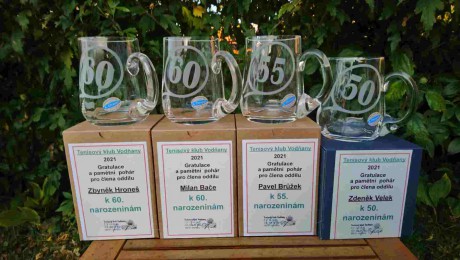 60
60
55
50
Tenisový klub Vodňany
2021
Gratulace
a pamětní pohár
pro člena oddílu
Zbyněk Hroneš
k 60.
narozeninám
Tenisový klub Vodňany
2021
Gratulace
a pamětní pohár
pro člena oddílu
Milan Bače
k 60.
narozeninám
Tenisový klub Vodňany
2021
Gratulace
a pamětní pohár
pro člena oddílu
Pavel Brůžek
k 55.
narozeninám
Tenisový klub Vodňany
2021
Gratulace
a pamětní pohár
pro člena oddílu
Zdeněk Válek
k 50.
narozeninám